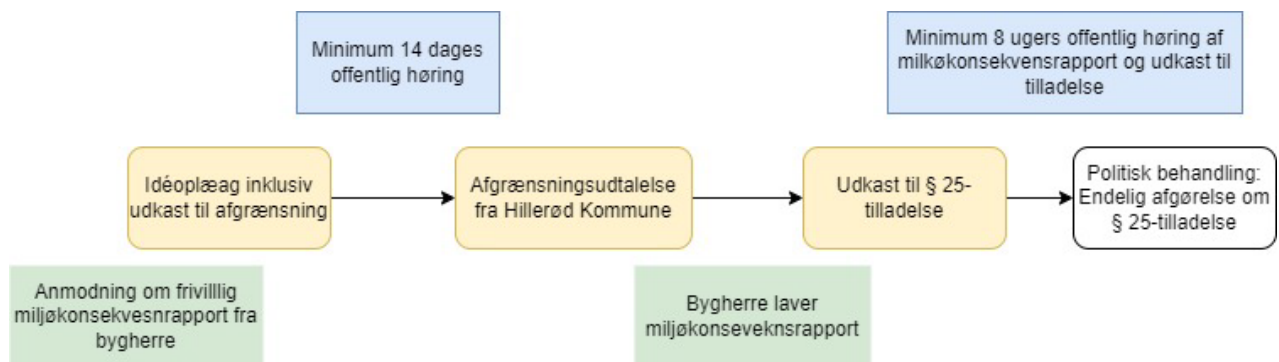 Minimum 14 dages
offentlig høring
Minimum 8 ugers offentlig høring af
milkøkonsekvensrapport og udkast til
tilladelse
Idéoplæag inklusiv
udkast til afgrænsning
Afgrænsningsudtalelse
fra Hillerød Kommune
Udkast til § 25-
tilladelse
Politisk behandling:
Endelig afgørelse om
§ 25-tilladelse
Anmodning om frivilllig
miljøkonsekvesnrapport fra
bygherre
Bygherre laver
miljøkonseveknsrapport